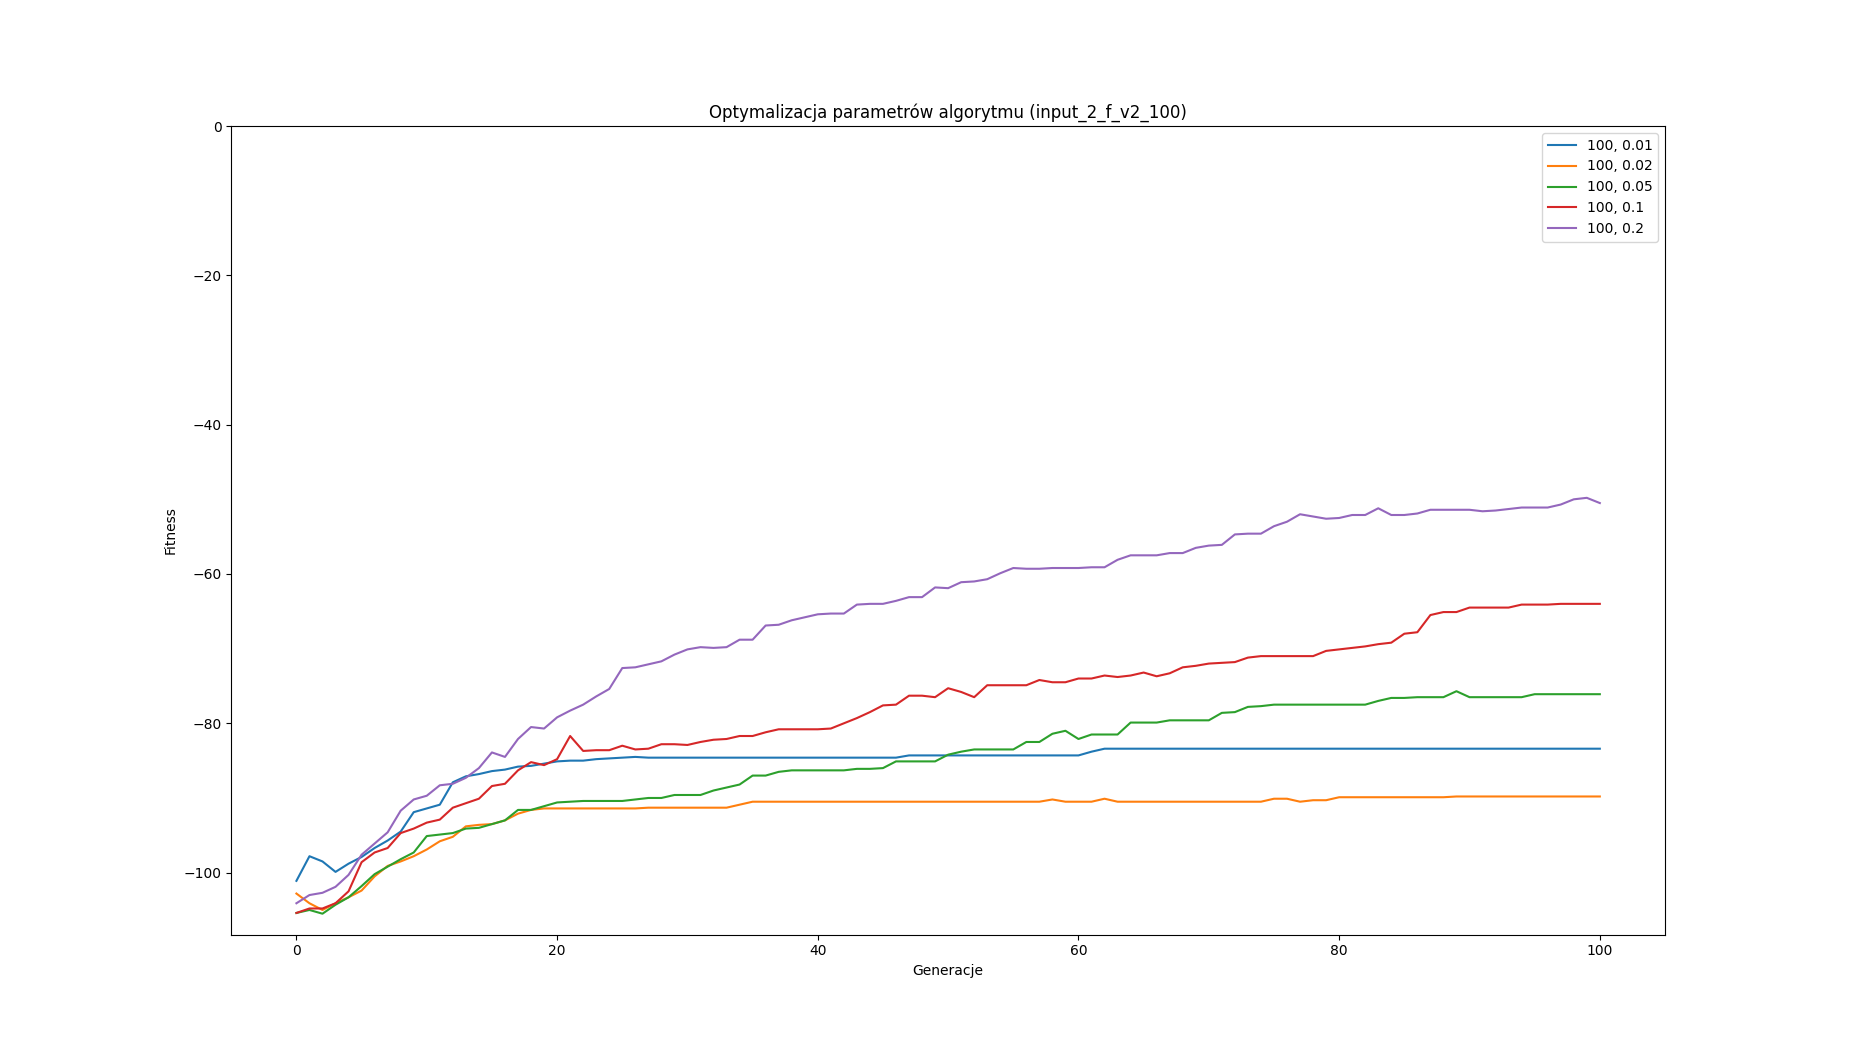 Optymalizacja parametrów algorytmu (input_2_f_v2_100)
0
−20
−40
−60
−80
−100
Fitness
100, 0.01
100, 0.02
100, 0.05
100, 0.1
100, 0.2
0 20 40 60 80 100
Generacje